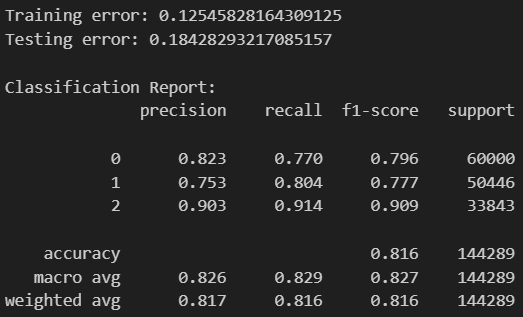 Training error: 0.12545828164309125
Testing error: 0.18428293217085157
Classification Report:
precision recall f1-score support
0 0.823 0.770 0.796 60000
1 0.753 0.804 0.777 50446
2 0.903 0.914 0.909 33843
accuracy 0.816 144289
macro avg 0.826 0.829 0.827 144289
weighted avg 0.817 0.816 0.816 144289